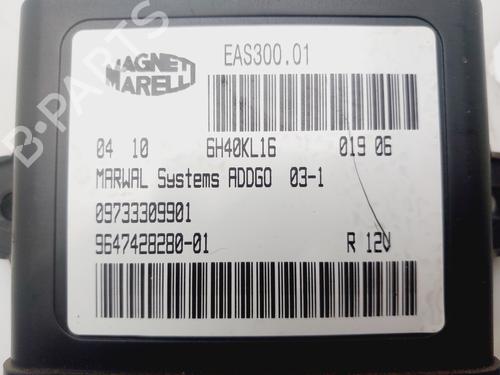 MAGNETI
MARELLI
EAS300.01
04 10 6H40KL16 019 06
MARWAL Systems ADDGO 03-1
09733309901
9647428280-01 R 12V
B-PARTS